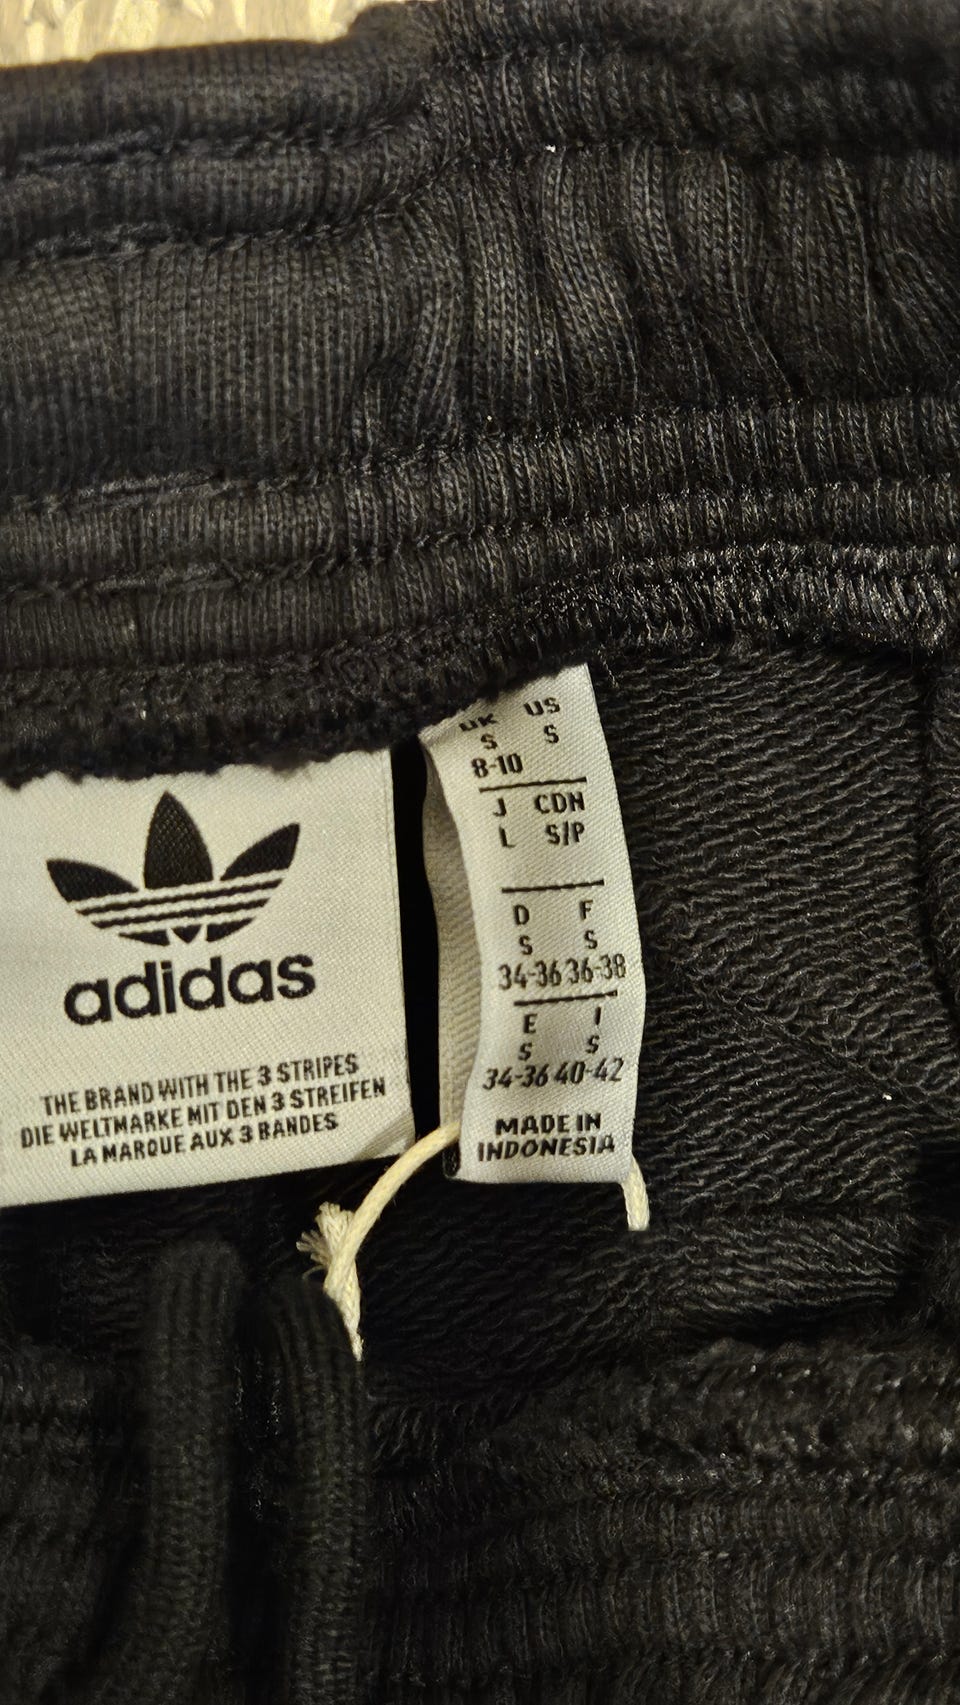 adidas
THE BRAND WITH THE 3 STRIPES
DIE WELTMARKE MIT DEN 3 STREIFEN
LA MARQUE AUX 3 BANDES
UK US
S S
8-10
J CDN
L S/P
D F
S S
34-36 36-38
E I
S S
34-36 40-42
MADE IN
INDONESIA